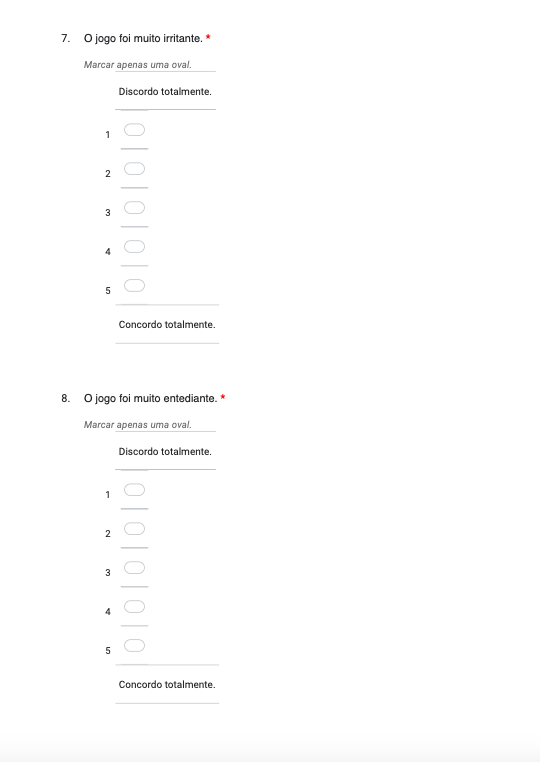 7. O jogo foi muito irritante. *
Marcar apenas uma oval.
Discordo totalmente.
1
2
3
4
5
Concordo totalmente.
8. O jogo foi muito entediante. *
Marcar apenas uma oval.
Discordo totalmente.
1
2
3
4
5
Concordo totalmente.